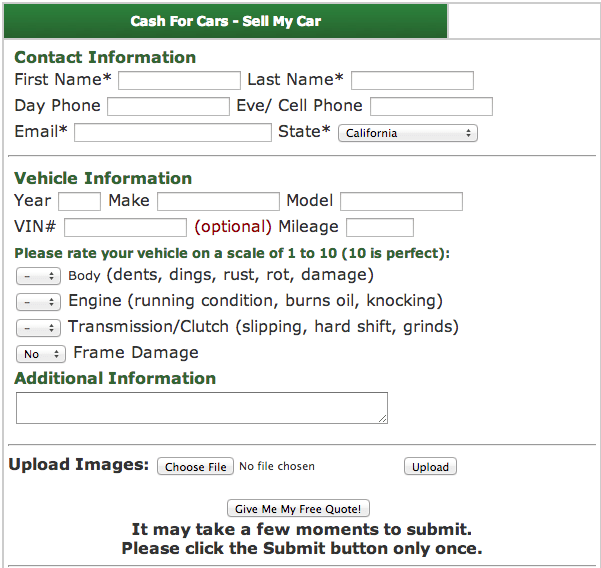 Cash For Cars - Sell My Car
Contact Information
First Name* Last Name*
Day Phone Eve/ Cell Phone
Email* State* California
Vehicle Information
Year Make Model
VIN# (optional) Mileage
Please rate your vehicle on a scale of 1 to 10 (10 is perfect):
- Body (dents, dings, rust, rot, damage)
- Engine (running condition, burns oil, knocking)
- Transmission/Clutch (slipping, hard shift, grinds)
No Frame Damage
Additional Information
Upload Images: Choose File No file chosen Upload
Give Me My Free Quote!
It may take a few moments to submit.
Please click the Submit button only once.